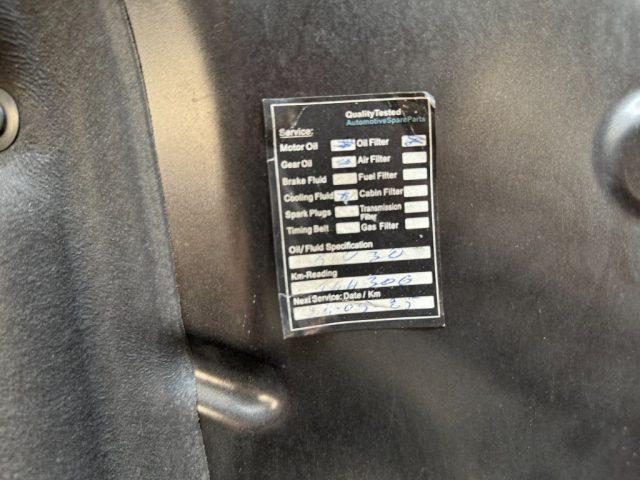 QualityTested
AutomotiveSpareParts
Service:
Motor Oil Oil Filter
Gear Oil Air Filter
Brake Fluid Fuel Filter
Cooling Fluid Cabin Filter
Spark Plugs Transmission Filter
Timing Belt Gas Filter
Oil/Fluid Specification
30
Km-Reading
Next Service: Date / Km